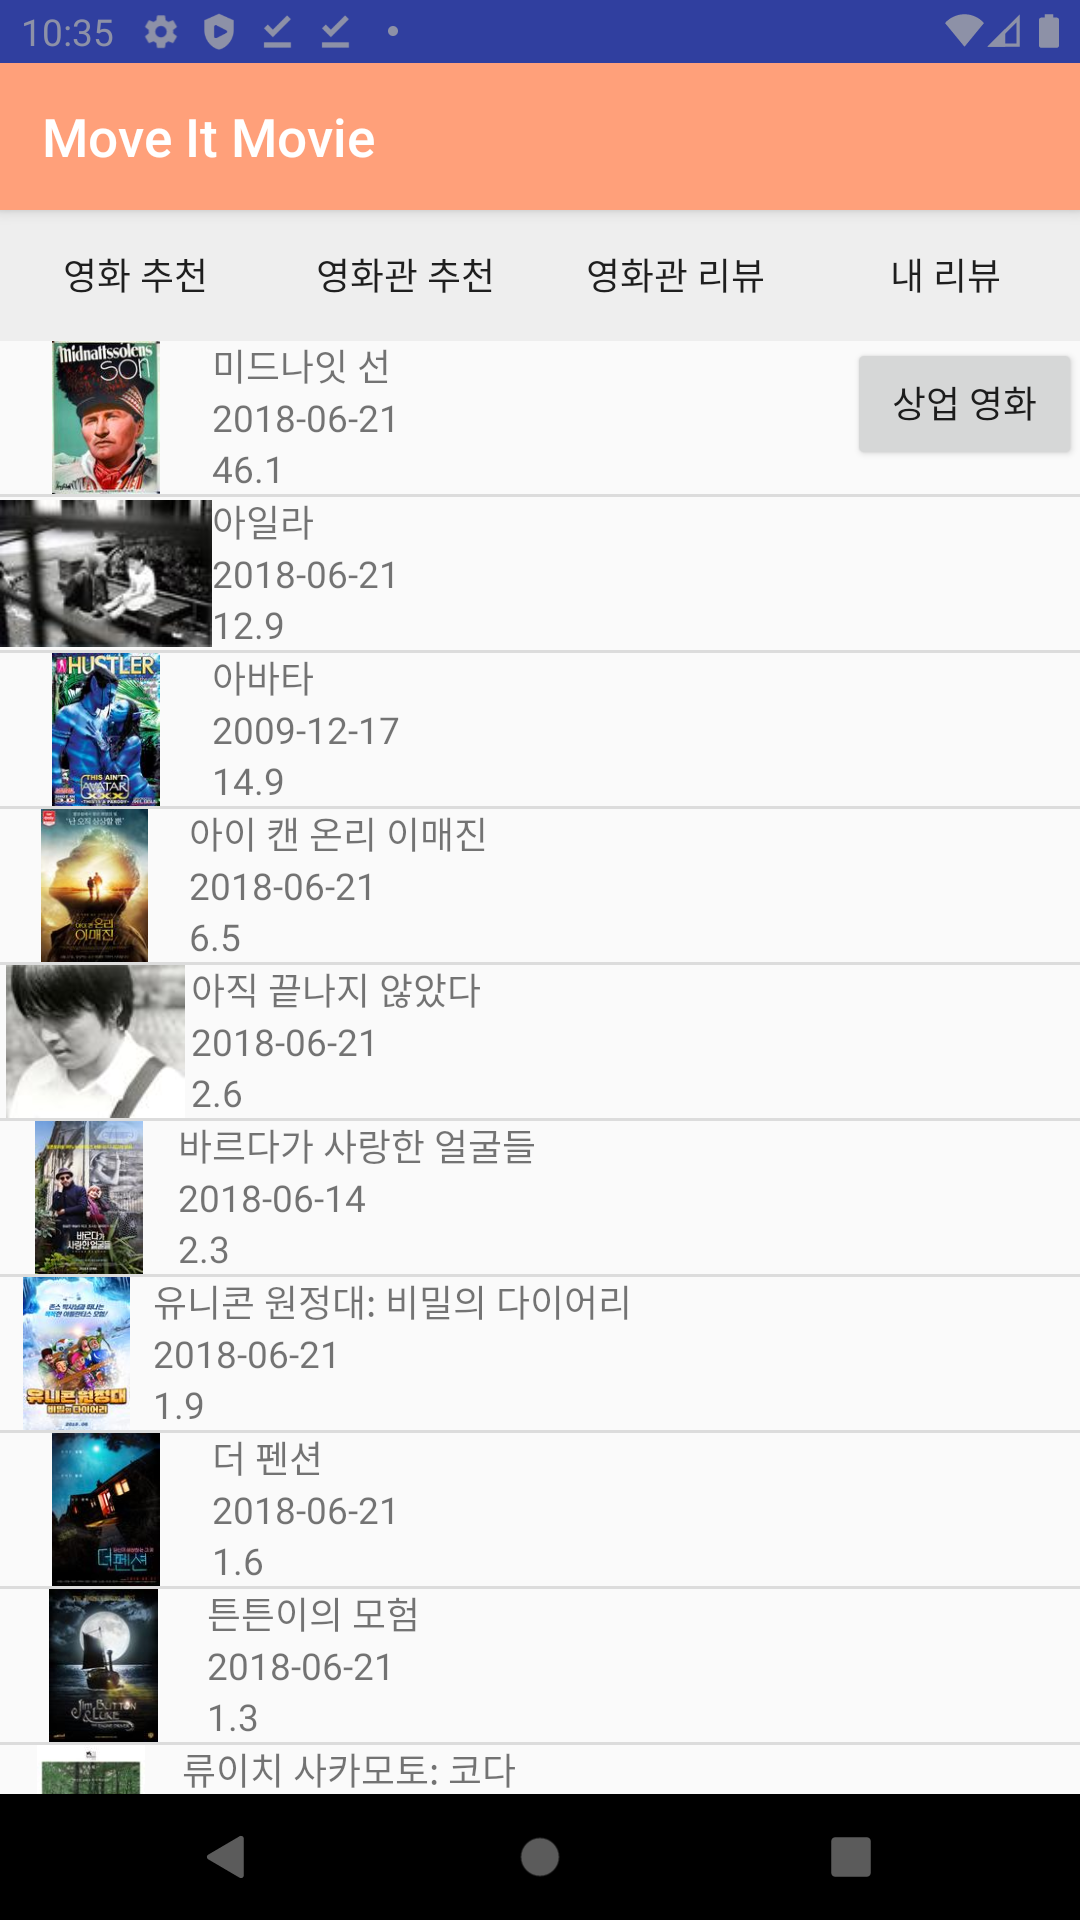 10:35
Move It Movie
영화 추천
영화관 추천
영화관 리뷰
내 리뷰
Midnattssolens
son
미드나잇 선
2018-06-21
46.1
상업 영화
아일라
2018-06-21
12.9
HUSTLER
THIS AIN'T
AVATAR
XXX
아바타
2009-12-17
14.9
아이 캔 온리
이매진
아이 캔 온리 이매진
2018-06-21
6.5
아직 끝나지 않았다
2018-06-21
2.6
바르다가
사랑한 얼굴들
바르다가 사랑한 얼굴들
2018-06-14
2.3
유니콘 원정대
비밀의 다이어리
유니콘 원정대: 비밀의 다이어리
2018-06-21
1.9
더 펜션
더 펜션
2018-06-21
1.6
Jim Button
& Luke
튼튼이의 모험
2018-06-21
1.3
류이치 사카모토: 코다